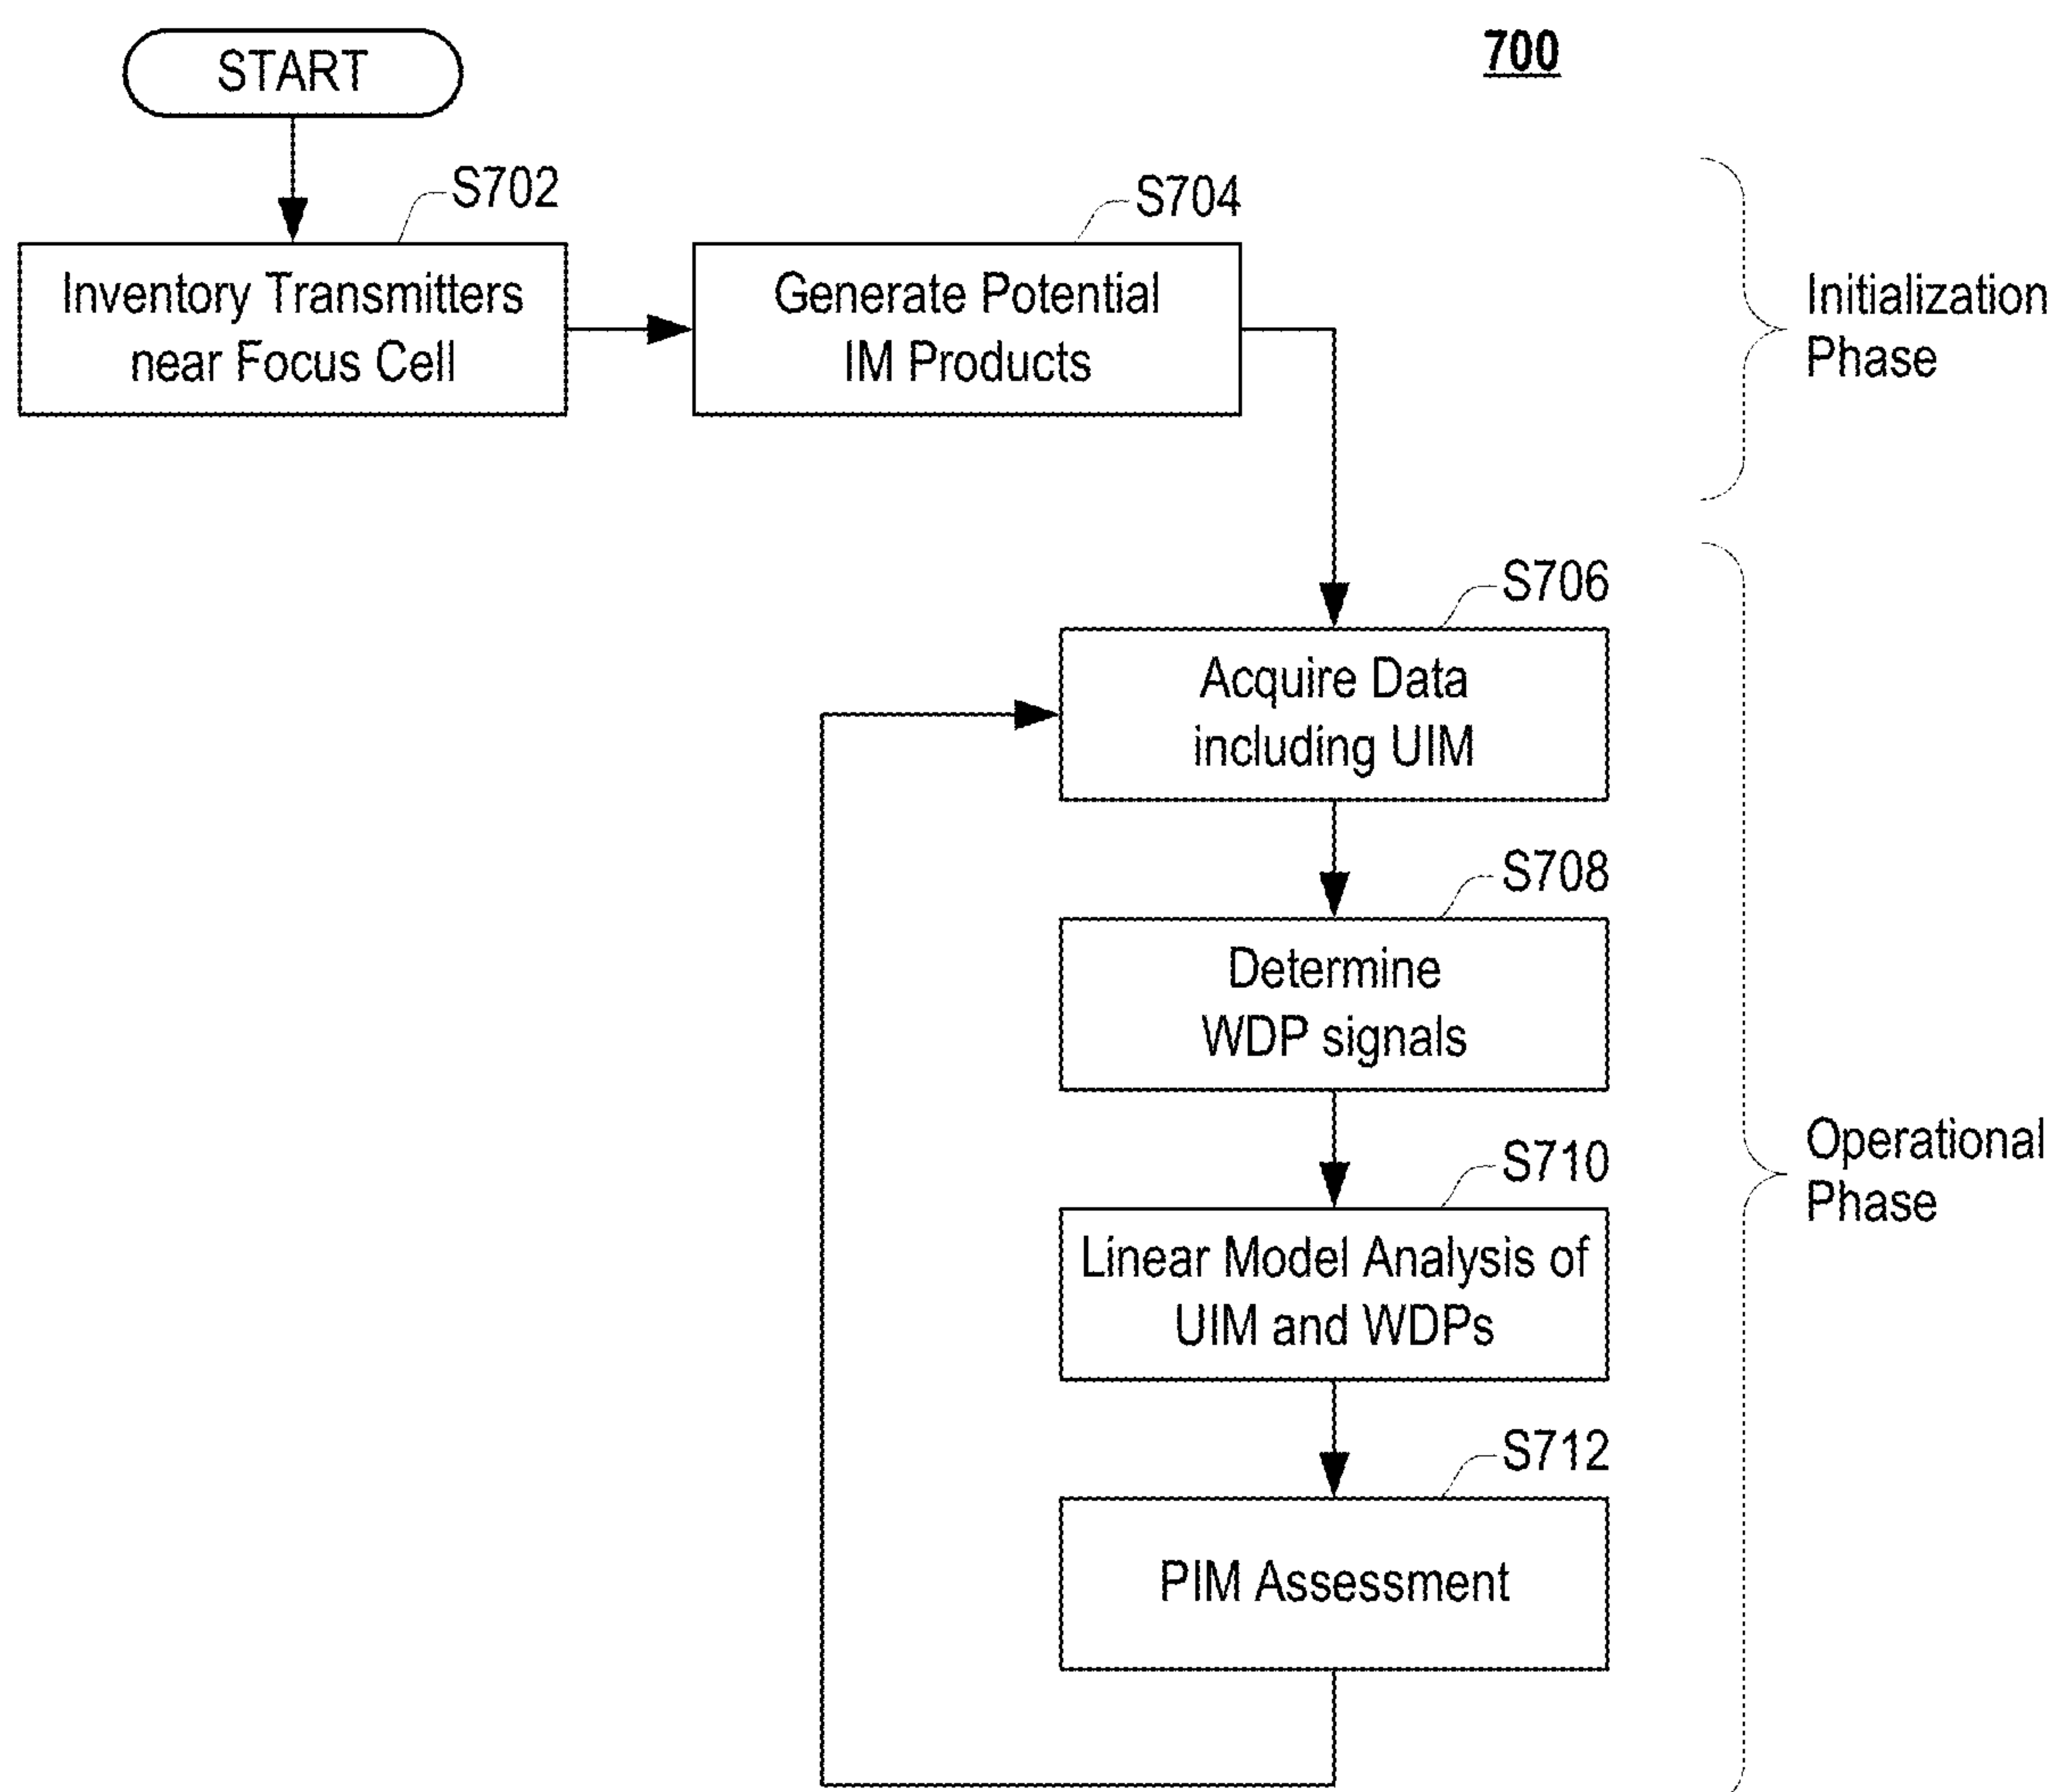 700
START
S702
Inventory Transmitters
near Focus Cell
S704
Generate Potential
IM Products
Initialization
Phase
S706
Acquire Data
including UIM
S708
Determine
WDP signals
S710
Linear Model Analysis of
UIM and WDPs
Operational
Phase
S712
PIM Assessment